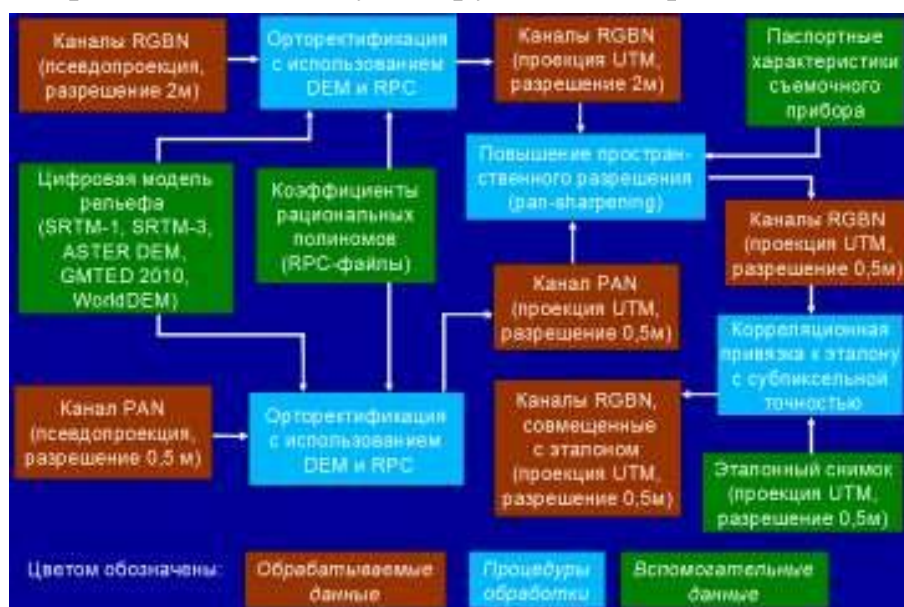 Каналы RGBN
(псевдопроекция,
разрешение 2м)
Орторектификация
с использованием
DEM и RPC
Каналы RGBN
(проекция UTM,
разрешение 2м)
Паспортные
характеристики
съемочного
прибора
Цифровая модель
рельефа
(SRTM-1, SRTM-3,
ASTER DEM,
GMTED 2010,
WorldDEM)
Коэффициенты
рациональных
полиномов
(RPC-файлы)
Повышение простран-
ственного разрешения
(pan-sharpening)
Каналы RGBN
(проекция UTM,
разрешение 0,5м)
Канал PAN
(проекция UTM,
разрешение 0,5м)
Корреляционная
привязка к эталону
с субпиксельной
точностью
Канал PAN
(псевдопроекция,
разрешение 0.5 м)
Орторектификация
с использованием
DEM и RPC
Каналы RGBN,
совмещенные
с эталоном
(проекция UTM,
разрешение 0,5м)
Эталонный снимок
(проекция UTM,
разрешение 0,5м)
Цветом обозначены:
Обрабатываемые
данные
Процедуры
обработки
Вспомогательные
данные